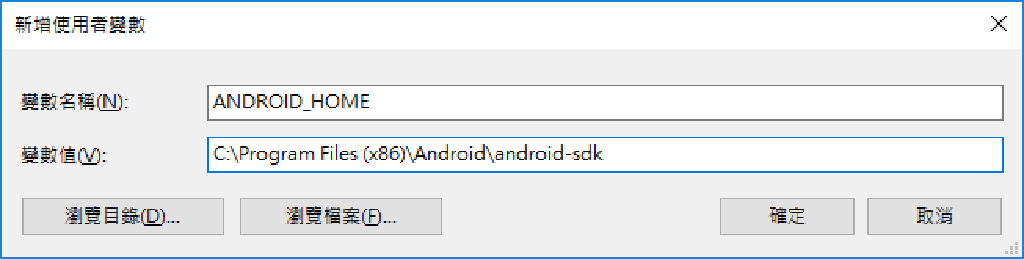 新增使用者變數
變數名稱(N): ANDROID_HOME
變數值(V): C:\Program Files (x86)\Android\android-sdk
瀏覽目錄(D)... 瀏覽檔案(F)... 確定 取消